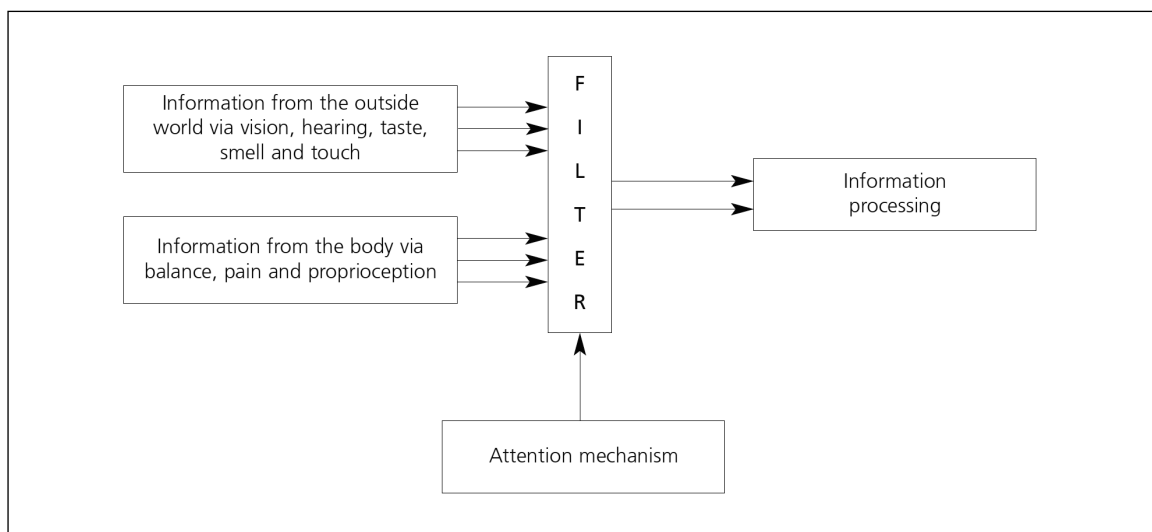 Information from the outside
world via vision, hearing, taste,
smell and touch
Information from the body via
balance, pain and proprioception
F
I
L
T
E
R
Information
processing
Attention mechanism